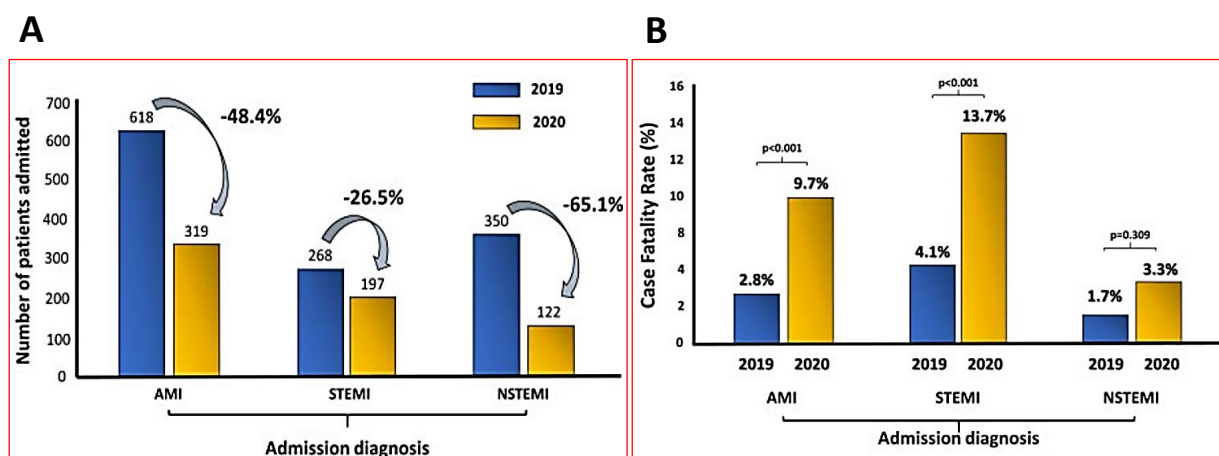 A
Number of patients admitted
700
600
500
400
300
200
100
0
618
-48.4%
319
268
-26.5%
197
350
-65.1%
122
2019
2020
AMI STEMI NSTEMI
Admission diagnosis
B
Case Fatality Rate (%)
16
14
12
10
8
6
4
2
0
p<0.001
2.8%
9.7%
p<0.001
4.1%
13.7%
p=0.309
1.7%
3.3%
2019 2020 2019 2020 2019 2020
AMI STEMI NSTEMI
Admission diagnosis